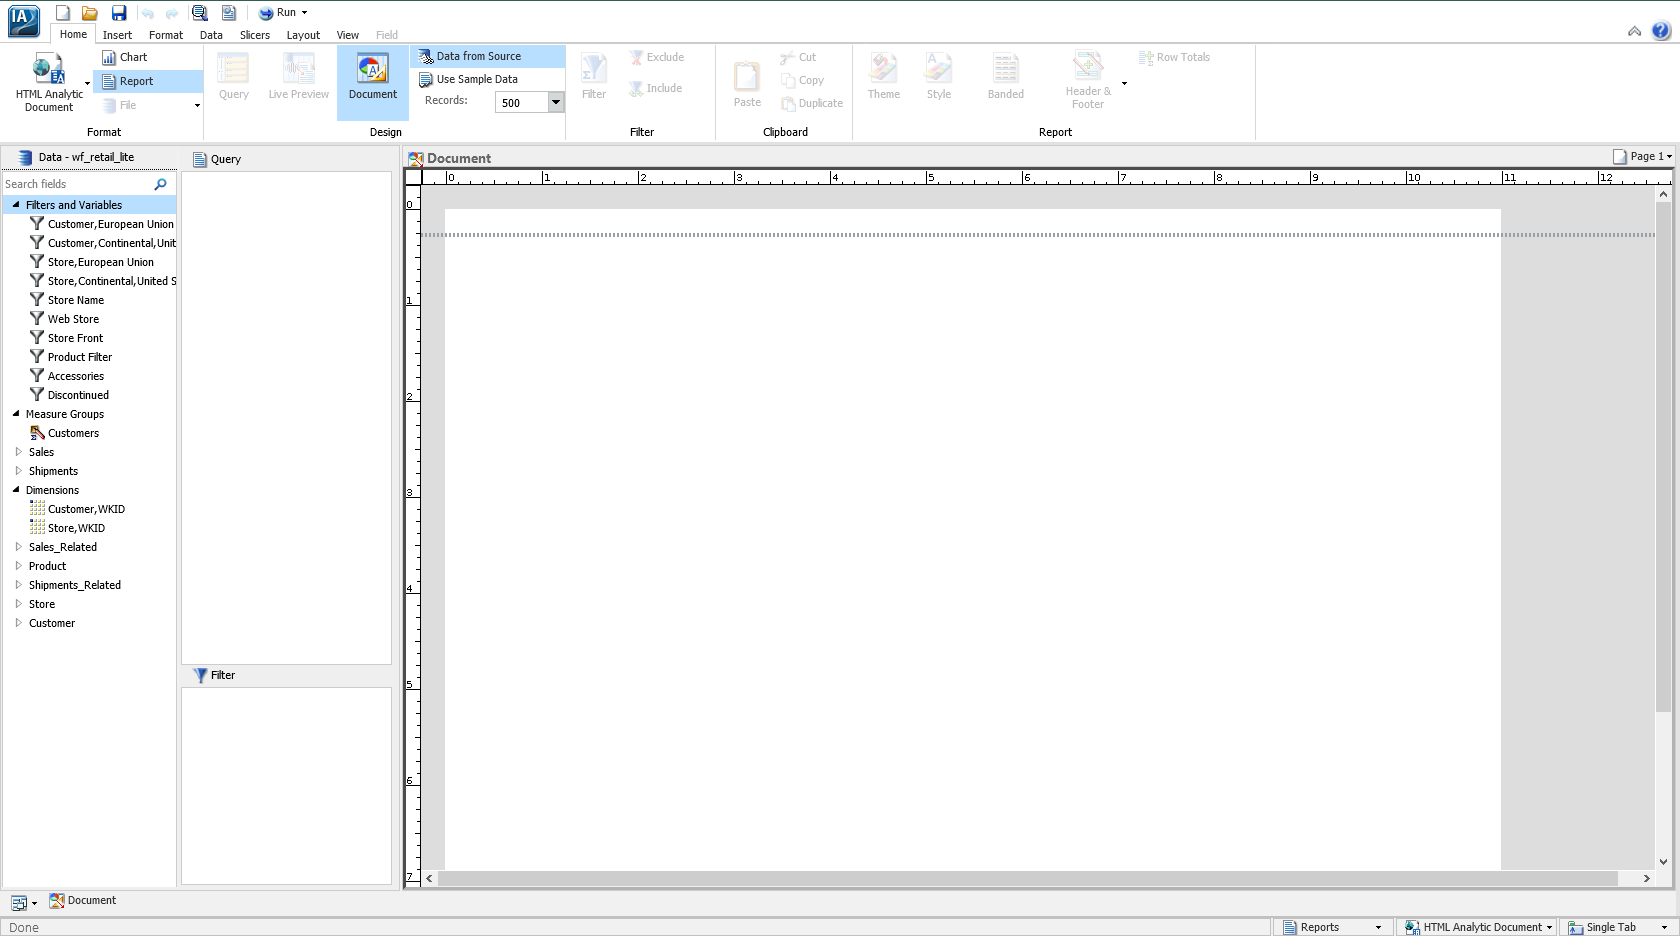 IA
Run
Home Insert Format Data Slicers Layout View Field
HTML Analytic
Document
Chart
Report
File
Format
Query
Live Preview
Document
Data from Source
Use Sample Data
Records: 500
Design
Filter
Exclude
Include
Filter
Paste
Cut
Copy
Duplicate
Clipboard
Theme
Style
Banded
Header &
Footer
Row Totals
Report
Data - wf_retail_lite
Search fields
Filters and Variables
Customer,European Union
Customer,Continental,Unit
Store,European Union
Store,Continental,United S
Store Name
Web Store
Store Front
Product Filter
Accessories
Discontinued
Measure Groups
Customers
Sales
Shipments
Dimensions
Customer,WKID
Store,WKID
Sales_Related
Product
Shipments_Related
Store
Customer
Query
Filter
Document
Page 1
0 1 2 3 4 5 6 7 8 9 10 11 12
0
1
2
3
4
5
6
7
Document
Done
Reports
HTML Analytic Document
Single Tab